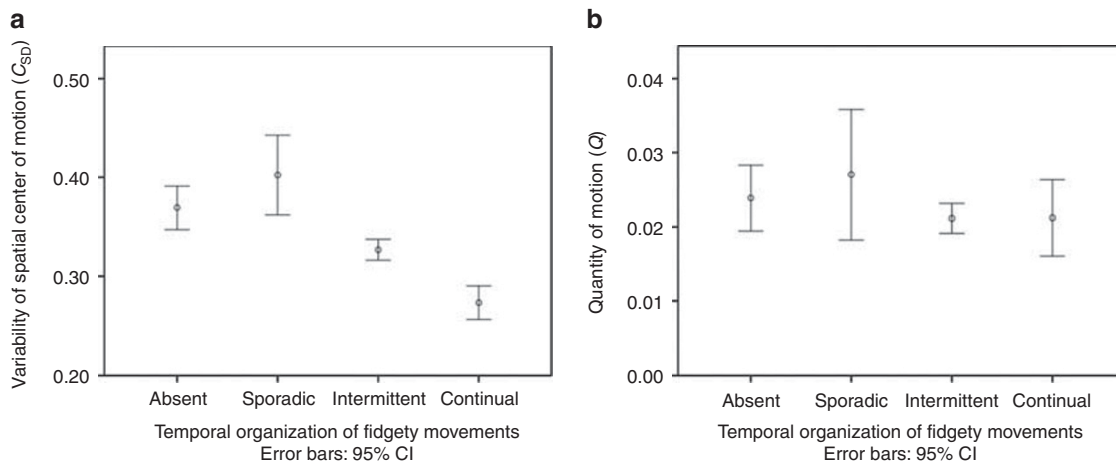 a
Variability of spatial center of motion (C_SD)
0.50
0.40
0.30
0.20
Absent Sporadic Intermittent Continual
Temporal organization of fidgety movements
Error bars: 95% CI
b
Quantity of motion (Q)
0.04
0.03
0.02
0.01
0.00
Absent Sporadic Intermittent Continual
Temporal organization of fidgety movements
Error bars: 95% CI